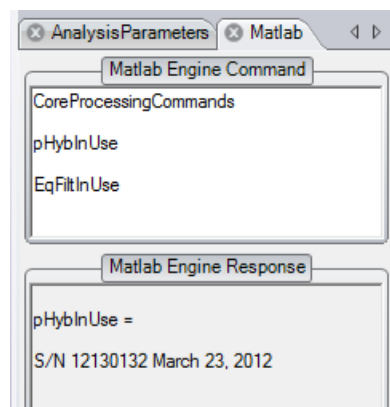 AnalysisParameters Matlab
Matlab Engine Command
CoreProcessingCommands
pHybInUse
EqFiltInUse
Matlab Engine Response
pHybInUse =
S/N 12130132 March 23, 2012